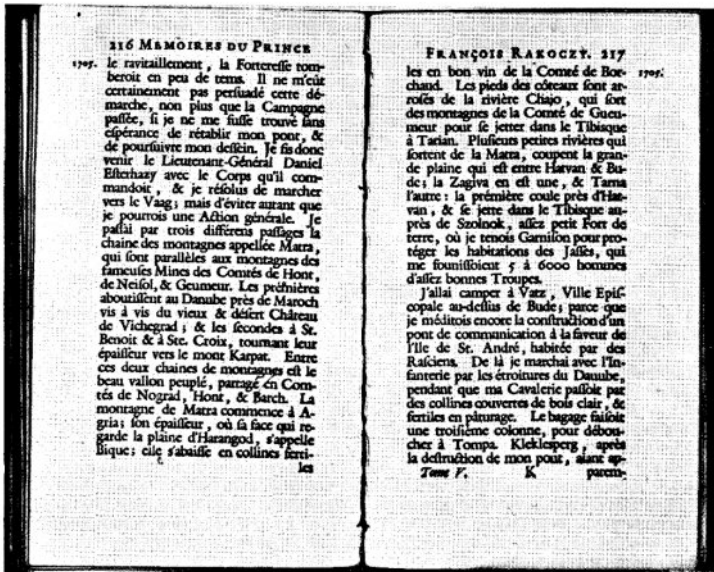 216 MEMOIRES DU PRINCE
1705. le ravitaillement, la Forteresse tom-
beroit en peu de tems. Il ne m'eût
certainement pas persuadé cette dé-
marche, non plus que la Campagne
passée, si je ne me fusse trouvé sans
espérance de rétablir mon pont, &
de poursuivre mon dessein. Je fis donc
venir le Lieutenant-Général Daniel
Esterhazy avec le Corps qu'il com-
mandoit, & je résolus de marcher
vers le Vaag; mais d'éviter autant que
je pourrois une Action générale. Je
passai par trois différens passages la
chaine des montagnes appellée Matra,
qui sont parallèles aux montagnes des
fameuses Mines des Comtés de Hont,
de Neisol, & Geumeur. Les prémières
aboutissent au Danube près de Maroch
vis à vis du vieux & désert Château
de Vichegrad; & les secondes à St.
Benoit & à Ste. Croix, tournant leur
épaisseur vers le mont Karpat. Entre
ces deux chaines de montagnes est le
beau vallon peuplé, partagé en Com-
tés de Nograd, Hont, & Barch. La
montagne de Matra commence à A-
gria; son épaisseur, où sa face qui re-
garde la plaine d'Harangod, s'appelle
Bique; elle s'abaisse en collines ferti-
les
FRANÇOIS RAKOCZY. 217
les en bon vin de la Comté de Bor- 1705.
chaud. Les pieds des côteaux sont ar-
rosés de la rivière Chajo, qui sort
des montagnes de la Comté de Gueu-
meur pour se jetter dans le Tibisque
à Tarian. Plusieurs petites rivières qui
sortent de la Matra, coupent la gran-
de plaine qui est entre Hatvan & Bu-
de; la Zagiva en est une, & Tarna
l'autre: la prémière coule près d'Hat-
van, & se jette dans le Tibisque au-
près de Szolnok, assez petit Fort de
terre, où je tenois Garnison pour pro-
téger les habitations des Jasses, qui
me founissoient 5 à 6000 hommes
d'assez bonnes Troupes.
J'allai camper à Vatz, Ville Epis-
copale au-dessus de Bude; parce que
je méditois encore la construction d'un
pont de communication à la faveur de
l'Ile de St. André, habitée par des
Rasciens. De là je marchai avec l'In-
fanterie par les étroitures du Danube,
pendant que ma Cavalerie passoit par
des collines couvertes de bois clair, &
fertiles en pâturage. Le bagage faisoit
une troisième colonne, pour débou-
cher à Tompa. Kleklesperg, après
la destruction de mon pont, aiant ap-
Tome V. K parem-